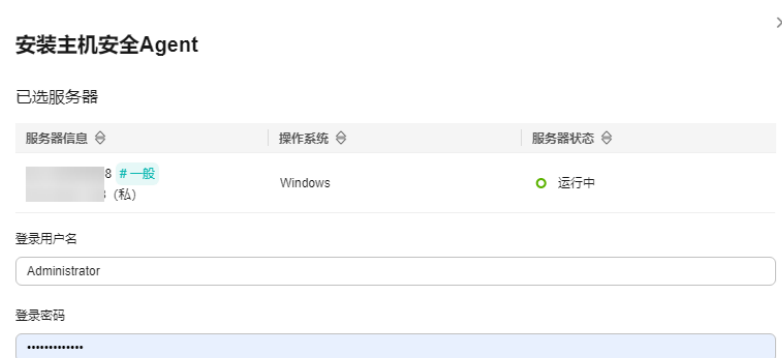 安装主机安全Agent
已选服务器
服务器信息 操作系统 服务器状态
8 #一般
(私) Windows 运行中
登录用户名
Administrator
登录密码
•••••••••••••